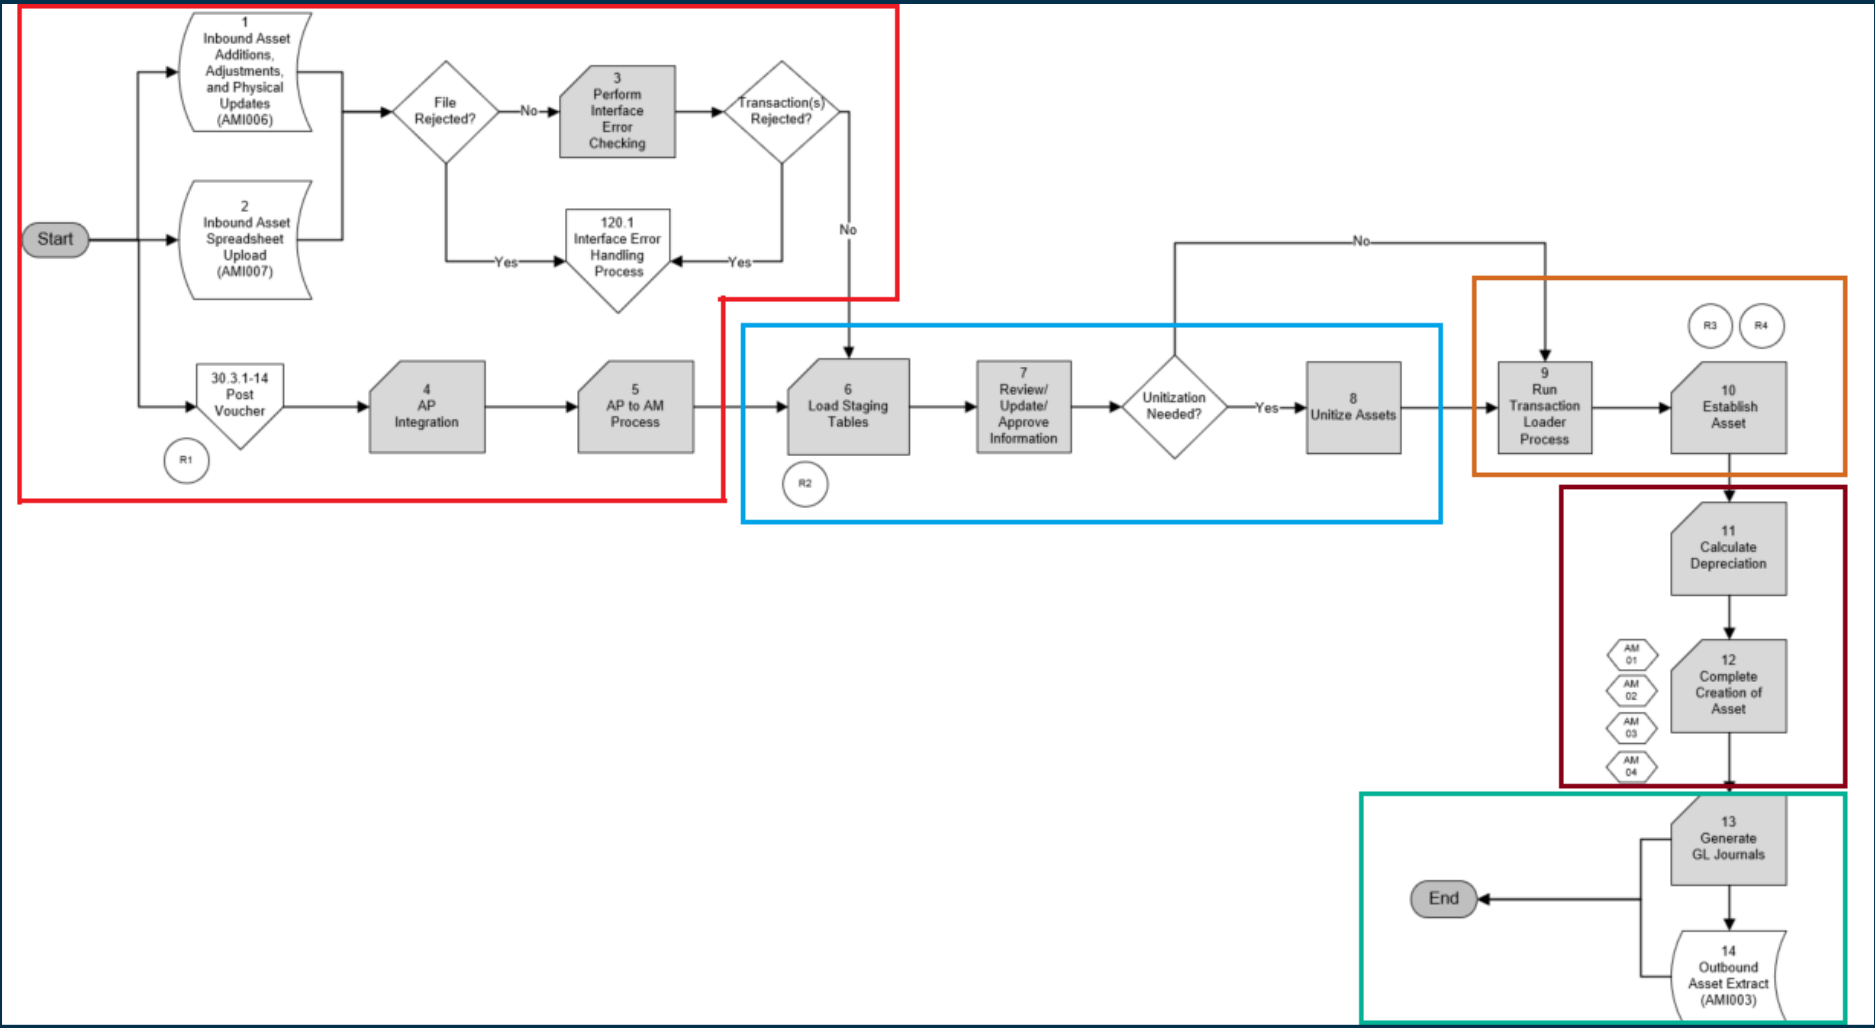 1
Inbound Asset
Additions,
Adjustments,
and Physical
Updates
(AMI006)
File
Rejected?
No
3
Perform
Interface
Error
Checking
Transaction(s)
Rejected?
2
Inbound Asset
Spreadsheet
Upload
(AMI007)
Start
120.1
Interface Error
Handling
Process
Yes
Yes
No
No
30.3.1-14
Post
Voucher
R1
4
AP
Integration
5
AP to AM
Process
6
Load Staging
Tables
R2
7
Review/
Update/
Approve
Information
Unitization
Needed?
Yes
8
Unitize Assets
R3
R4
9
Run
Transaction
Loader
Process
10
Establish
Asset
11
Calculate
Depreciation
AM
01
AM
02
AM
03
AM
04
12
Complete
Creation of
Asset
13
Generate
GL Journals
End
14
Outbound
Asset Extract
(AMI003)